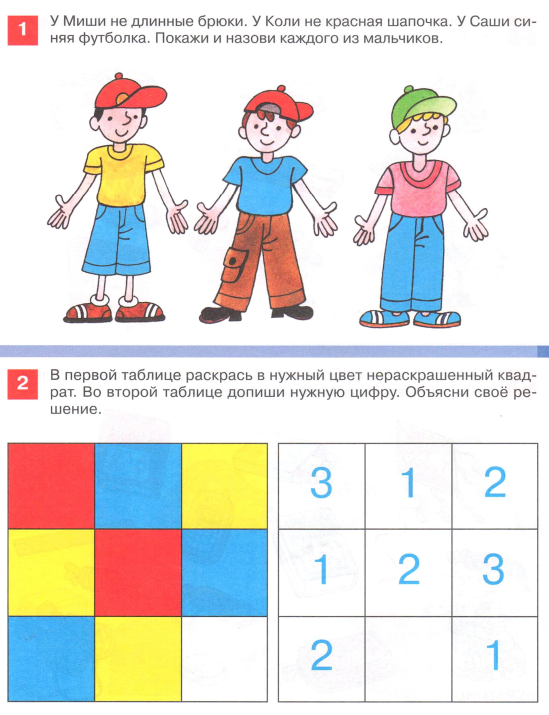 1
У Миши не длинные брюки. У Коли не красная шапочка. У Саши си-
няя футболка. Покажи и назови каждого из мальчиков.
2
В первой таблице раскрась в нужный цвет нераскрашенный квад-
рат. Во второй таблице допиши нужную цифру. Объясни своё ре-
шение.
3 1 2
1 2 3
2 1